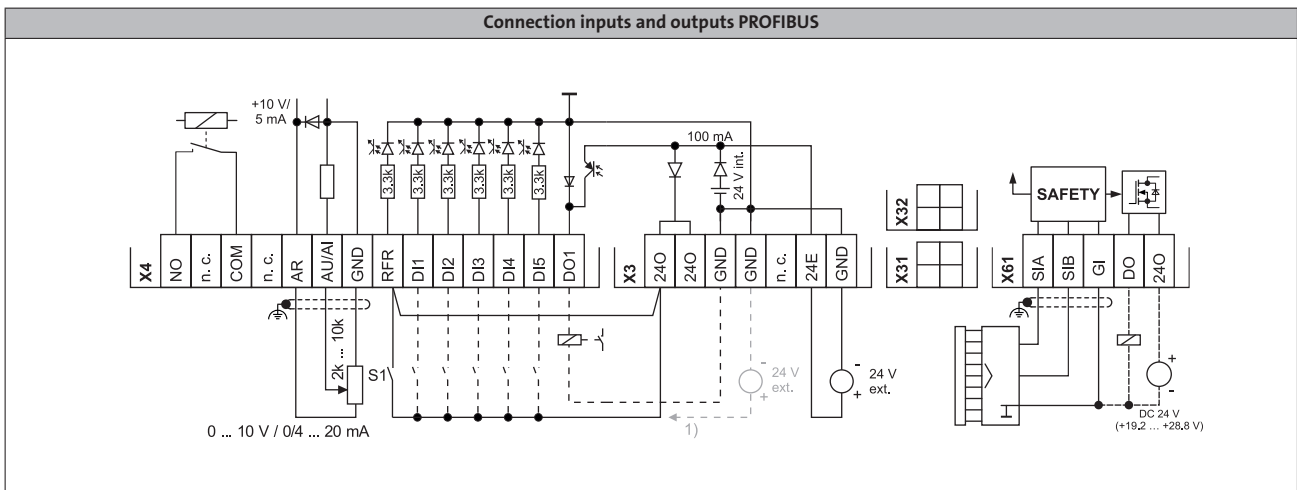 Connection inputs and outputs PROFIBUS
+10 V/
5 mA
3.3k
3.3k
3.3k
3.3k
3.3k
3.3k
100 mA
24 V int.
SAFETY
X4
NO
n. c.
COM
n. c.
AR
AU/AI
GND
RFR
DI1
DI2
DI3
DI4
DI5
DO1
X3
24O
24O
GND
GND
n. c.
24E
GND
X32
X31
X61
SIA
SIB
GI
DO
24O
2k ... 10k
S1
0 ... 10 V / 0/4 ... 20 mA
-
+
24 V
ext.
1)
-
+
24 V
ext.
+
-
DC 24 V
(+19.2 ... +28.8 V)